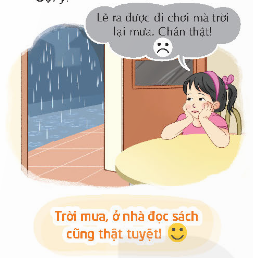 Lẽ ra được đi chơi mà trời
lại mưa. Chán thật!
Trời mưa, ở nhà đọc sách
cũng thật tuyệt!